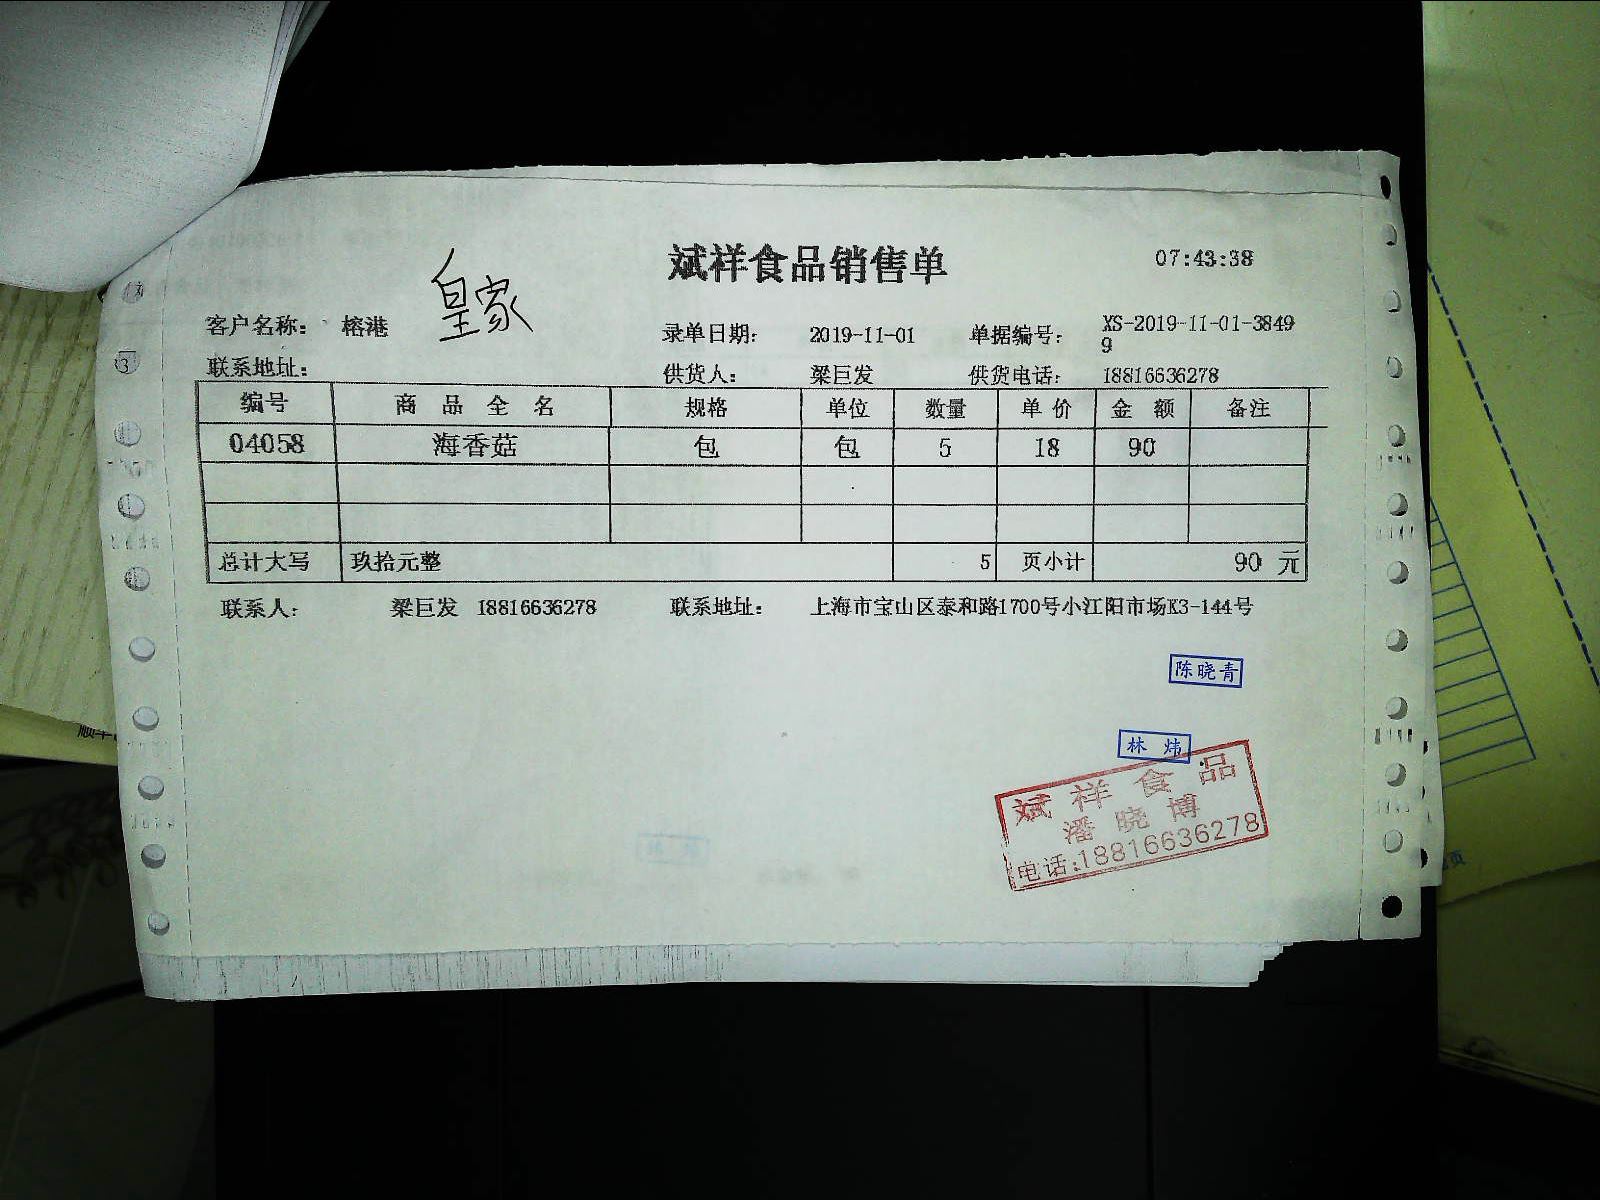 斌祥食品销售单
07:43:38
皇家
客户名称: 榕港
录单日期: 2019-11-01 单据编号: XS-2019-11-01-3849
9
联系地址:
供货人: 梁巨发 供货电话: 18816636278
编号 商品全名 规格 单位 数量 单价 金额 备注
04058 海香菇 包 包 5 18 90
总计大写 玖拾元整 5 页小计 90 元
联系人: 梁巨发 18816636278 联系地址: 上海市宝山区泰和路1700号小江阳市场K3-144号
陈晓青
林炜
斌祥食品
潘晓博
电话:18816636278